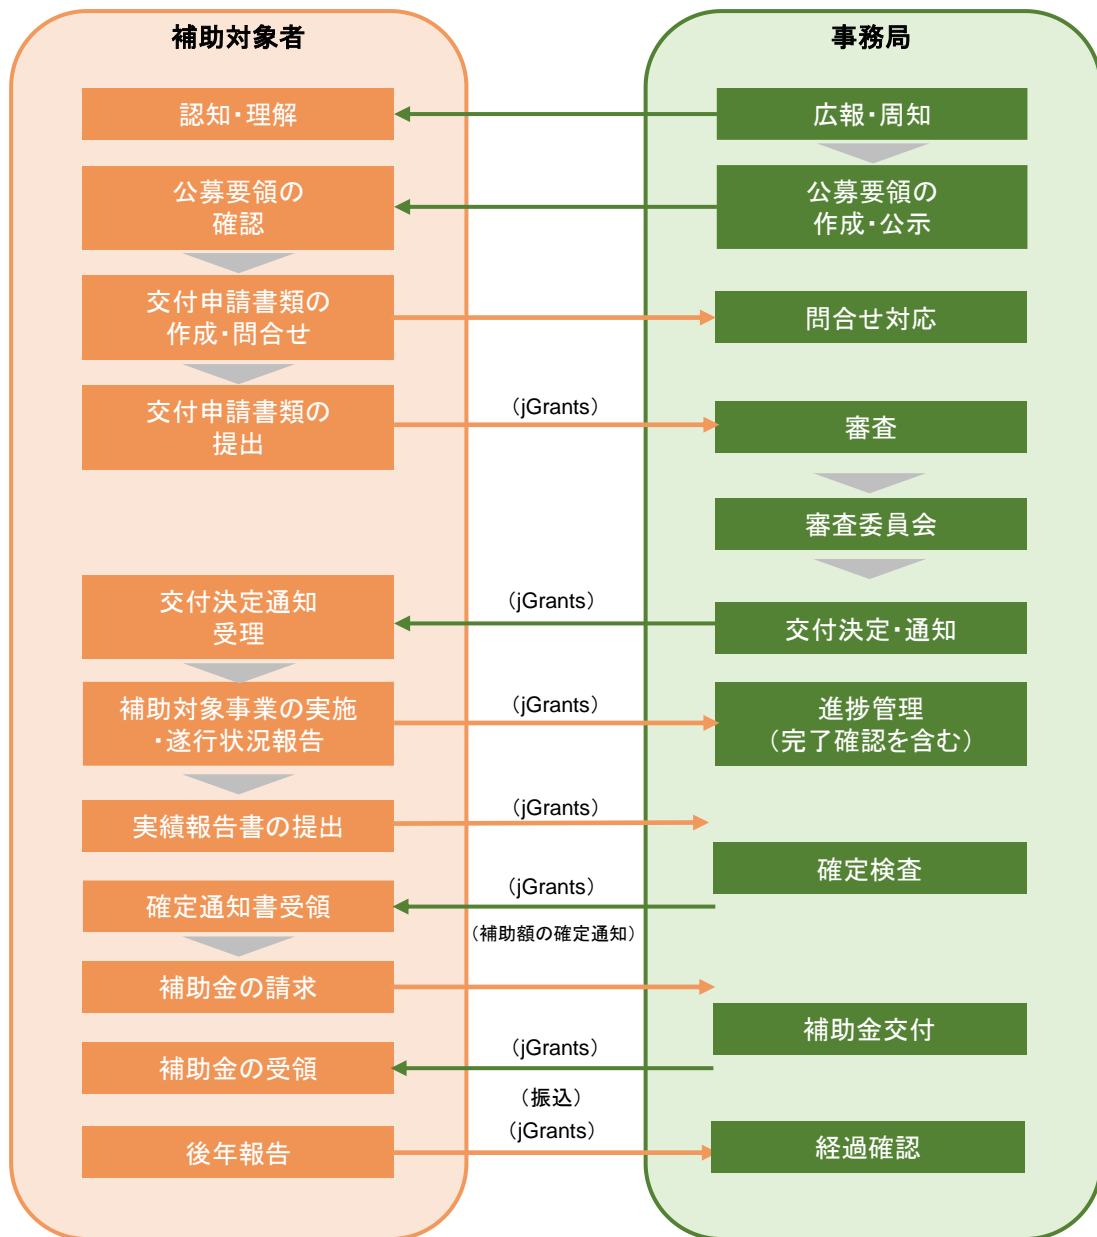 補助対象者
事務局
認知・理解
広報・周知
公募要領の
確認
公募要領の
作成・公示
交付申請書類の
作成・問合せ
問合せ対応
交付申請書類の
提出
（jGrants）
審査
審査委員会
交付決定通知
受理
（jGrants）
交付決定・通知
補助対象事業の実施
・遂行状況報告
（jGrants）
進捗管理
（完了確認を含む）
実績報告書の提出
（jGrants）
確定検査
確定通知書受領
（jGrants）
（補助額の確定通知）
補助金の請求
補助金交付
補助金の受領
（jGrants）
（振込）
後年報告
（jGrants）
経過確認